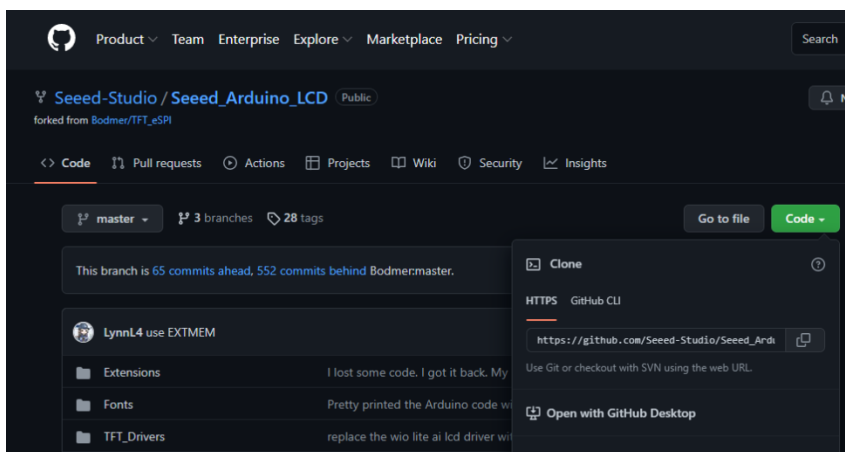 Product Team Enterprise Explore Marketplace Pricing Search
Seeed-Studio / Seeed_Arduino_LCD Public
forked from Bodmer/TFT_eSPI
<> Code Pull requests Actions Projects Wiki Security Insights
master 3 branches 28 tags Go to file Code
This branch is 65 commits ahead, 552 commits behind Bodmer:master.
Clone
HTTPS GitHub CLI
LynnL4 use EXTMEM
https://github.com/Seeed-Studio/Seeed_Ardu
Extensions I lost some code. I got it back. My
Use Git or checkout with SVN using the web URL.
Fonts Pretty printed the Arduino code wi
Open with GitHub Desktop
TFT_Drivers replace the wio lite ai lcd driver wit